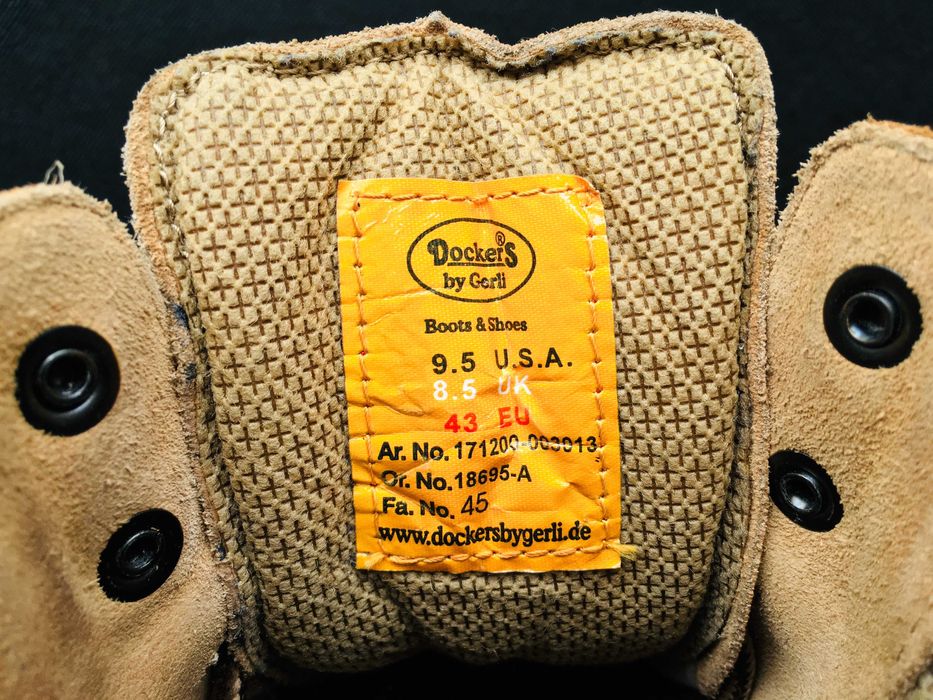 Dockers®
by Gerli
Boots & Shoes
9.5 U.S.A.
8.5 UK
43 EU
Ar. No. 171200-003013
Or. No. 18695-A
Fa. No. 45
www.dockersbygerli.de